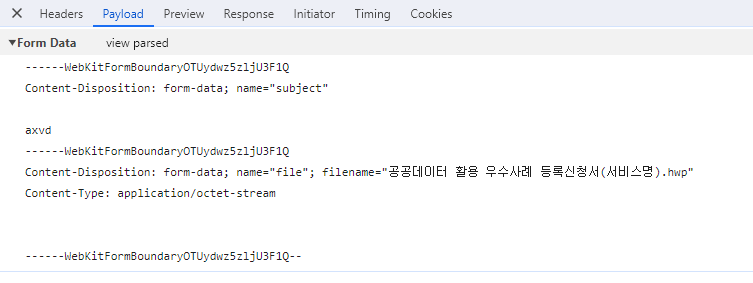 Headers Payload Preview Response Initiator Timing Cookies
Form Data view parsed
------WebKitFormBoundaryOTUydwz5zljU3F1Q
Content-Disposition: form-data; name="subject"
axvd
------WebKitFormBoundaryOTUydwz5zljU3F1Q
Content-Disposition: form-data; name="file"; filename="공공데이터 활용 우수사례 등록신청서(서비스명).hwp"
Content-Type: application/octet-stream
------WebKitFormBoundaryOTUydwz5zljU3F1Q--